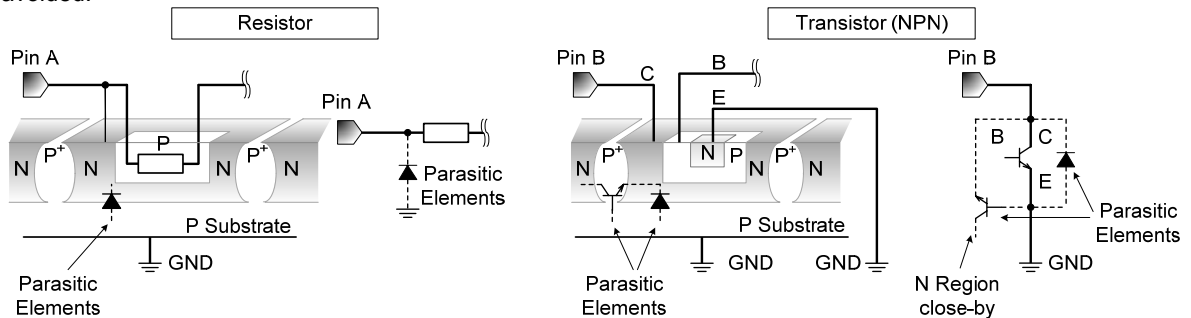 Resistor
Transistor (NPN)
Pin A
Pin A
N
P+
N
P
N
P+
N
Parasitic
Elements
P Substrate
GND
Parasitic
Elements
Pin B
C
B
E
N
P+
N
N
P
N
P+
N
P Substrate
GND
GND
Parasitic
Elements
Pin B
B
C
E
Parasitic
Elements
GND
N Region
close-by